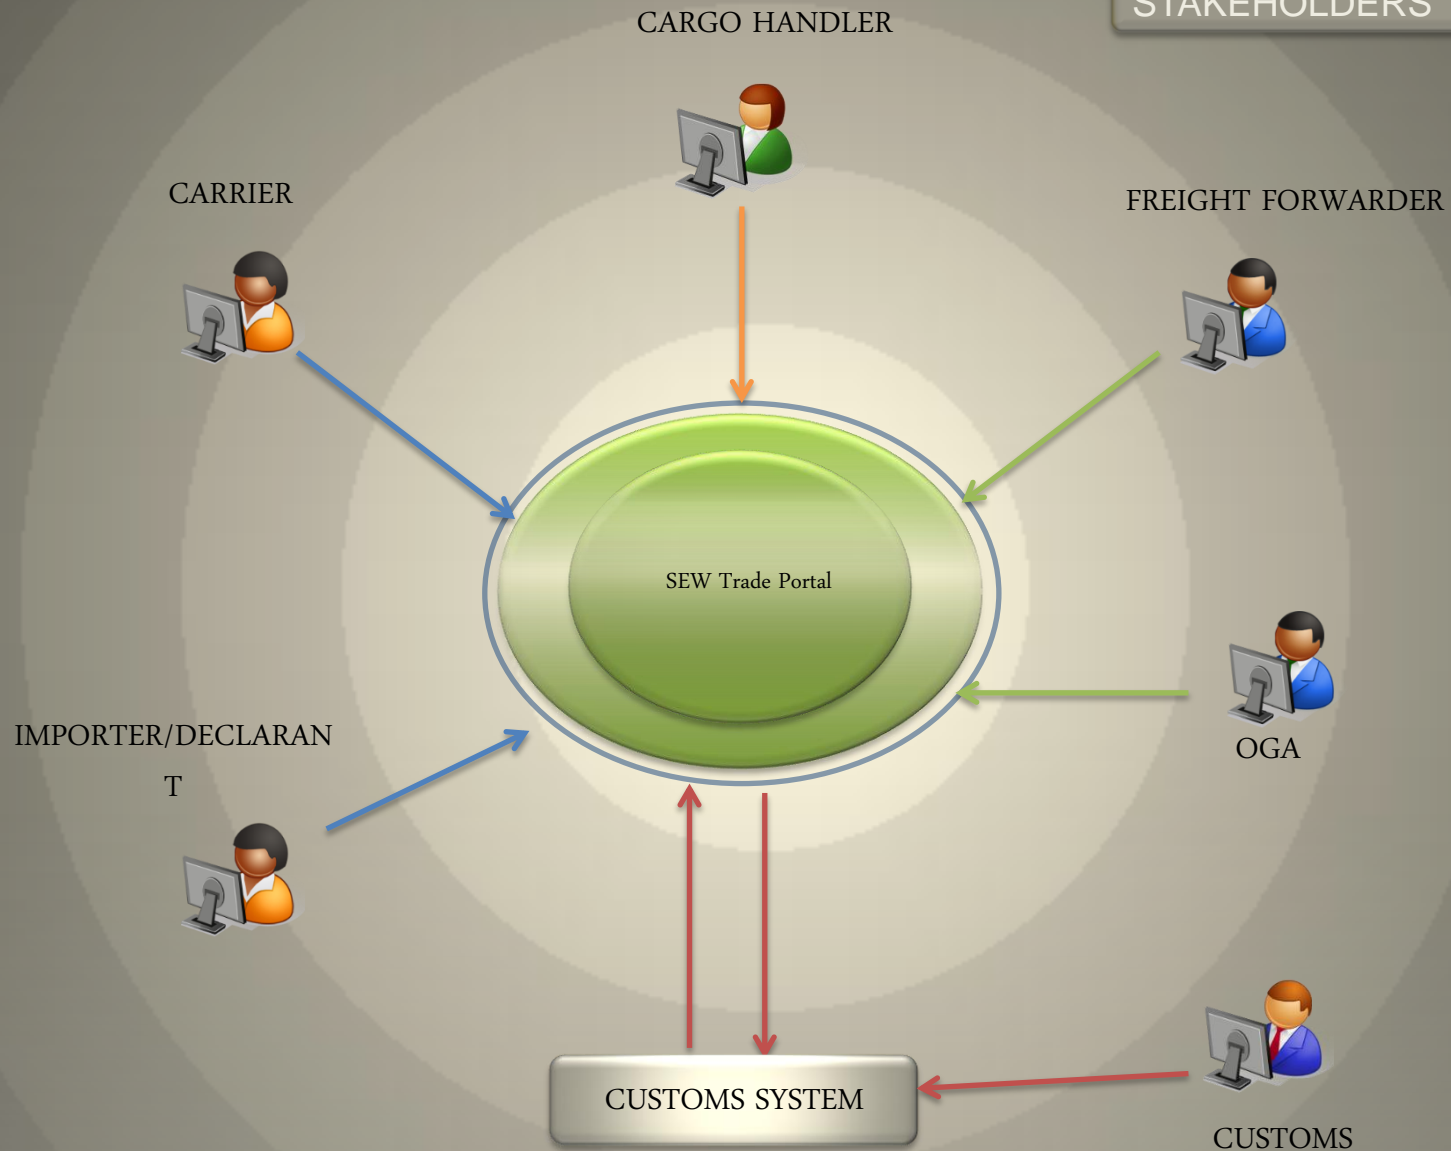 STAKEHOLDERS
CARGO HANDLER
CARRIER
FREIGHT FORWARDER
SEW Trade Portal
IMPORTER/DECLARAN
T
OGA
CUSTOMS SYSTEM
CUSTOMS